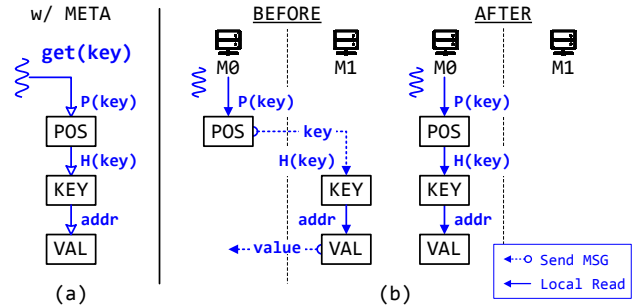 w/ META
get(key)
P(key)
POS
H(key)
KEY
addr
VAL
(a)
BEFORE
M0
M1
P(key)
POS
key
H(key)
KEY
addr
value
VAL
AFTER
M0
M1
P(key)
POS
H(key)
KEY
addr
VAL
(b)
Send MSG
Local Read